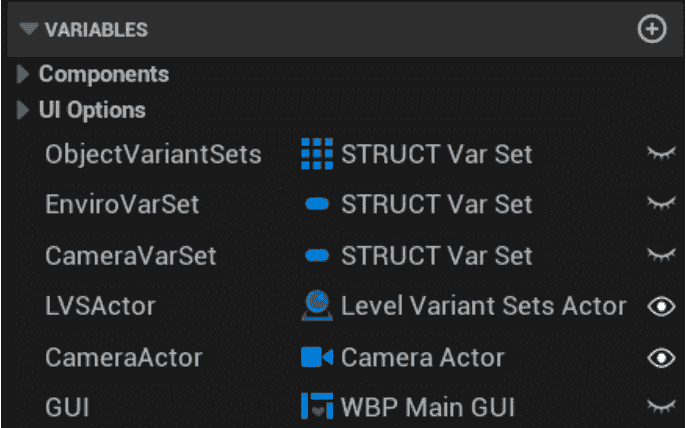 VARIABLES
Components
UI Options
ObjectVariantSets STRUCT Var Set
EnviroVarSet STRUCT Var Set
CameraVarSet STRUCT Var Set
LVSActor Level Variant Sets Actor
CameraActor Camera Actor
GUI WBP Main GUI